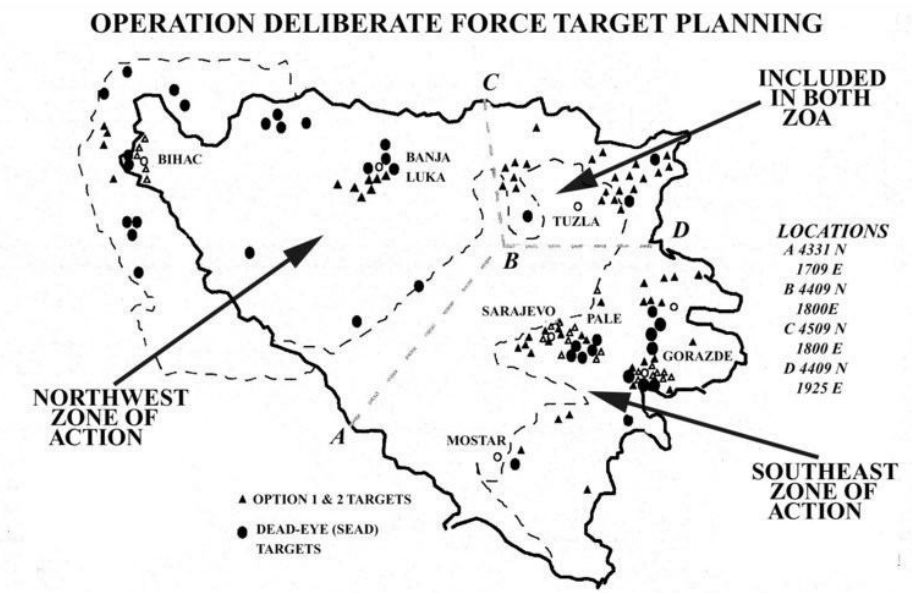 OPERATION DELIBERATE FORCE TARGET PLANNING
C
INCLUDED
IN BOTH
ZOA
BIHAC
BANJA
LUKA
TUZLA
D
B
LOCATIONS
A 4331 N
1709 E
B 4409 N
1800E
C 4509 N
1800 E
D 4409 N
1925 E
SARAJEVO
PALE
GORAZDE
NORTHWEST
ZONE OF
ACTION
A
MOSTAR
SOUTHEAST
ZONE OF
ACTION
OPTION 1 & 2 TARGETS
DEAD-EYE (SEAD)
TARGETS